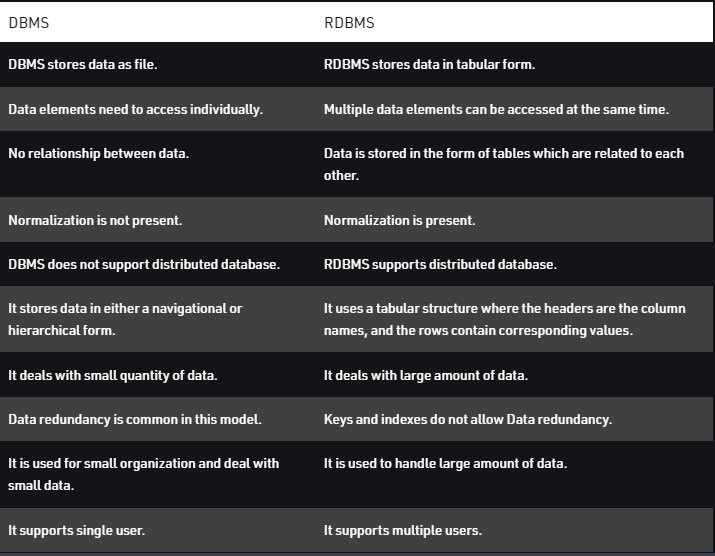 DBMS RDBMS
DBMS stores data as file. RDBMS stores data in tabular form.
Data elements need to access individually. Multiple data elements can be accessed at the same time.
No relationship between data. Data is stored in the form of tables which are related to each
other.
Normalization is not present. Normalization is present.
DBMS does not support distributed database. RDBMS supports distributed database.
It stores data in either a navigational or It uses a tabular structure where the headers are the column
hierarchical form. names, and the rows contain corresponding values.
It deals with small quantity of data. It deals with large amount of data.
Data redundancy is common in this model. Keys and indexes do not allow Data redundancy.
It is used for small organization and deal with It is used to handle large amount of data.
small data.
It supports single user. It supports multiple users.